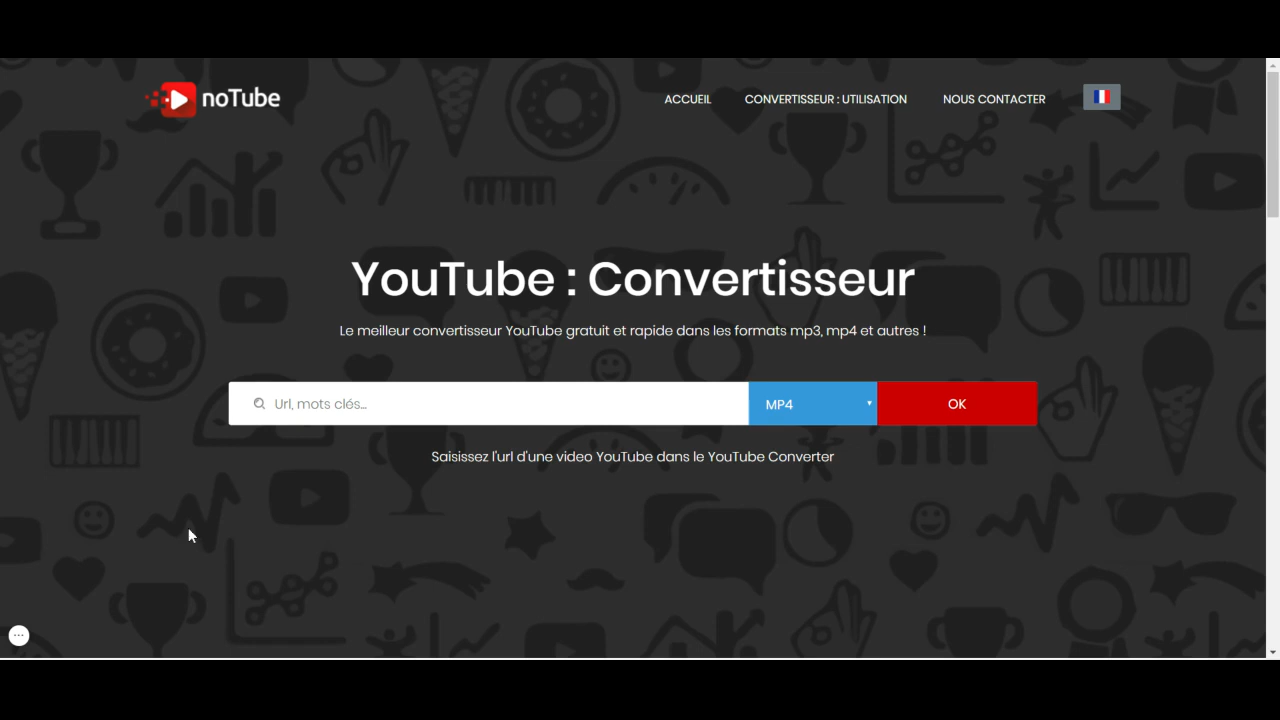 noTube
ACCUEIL
CONVERTISSEUR : UTILISATION
NOUS CONTACTER
YouTube : Convertisseur
Le meilleur convertisseur YouTube gratuit et rapide dans les formats mp3, mp4 et autres !
Url, mots clés...
MP4
OK
Saisissez l'url d'une video YouTube dans le YouTube Converter